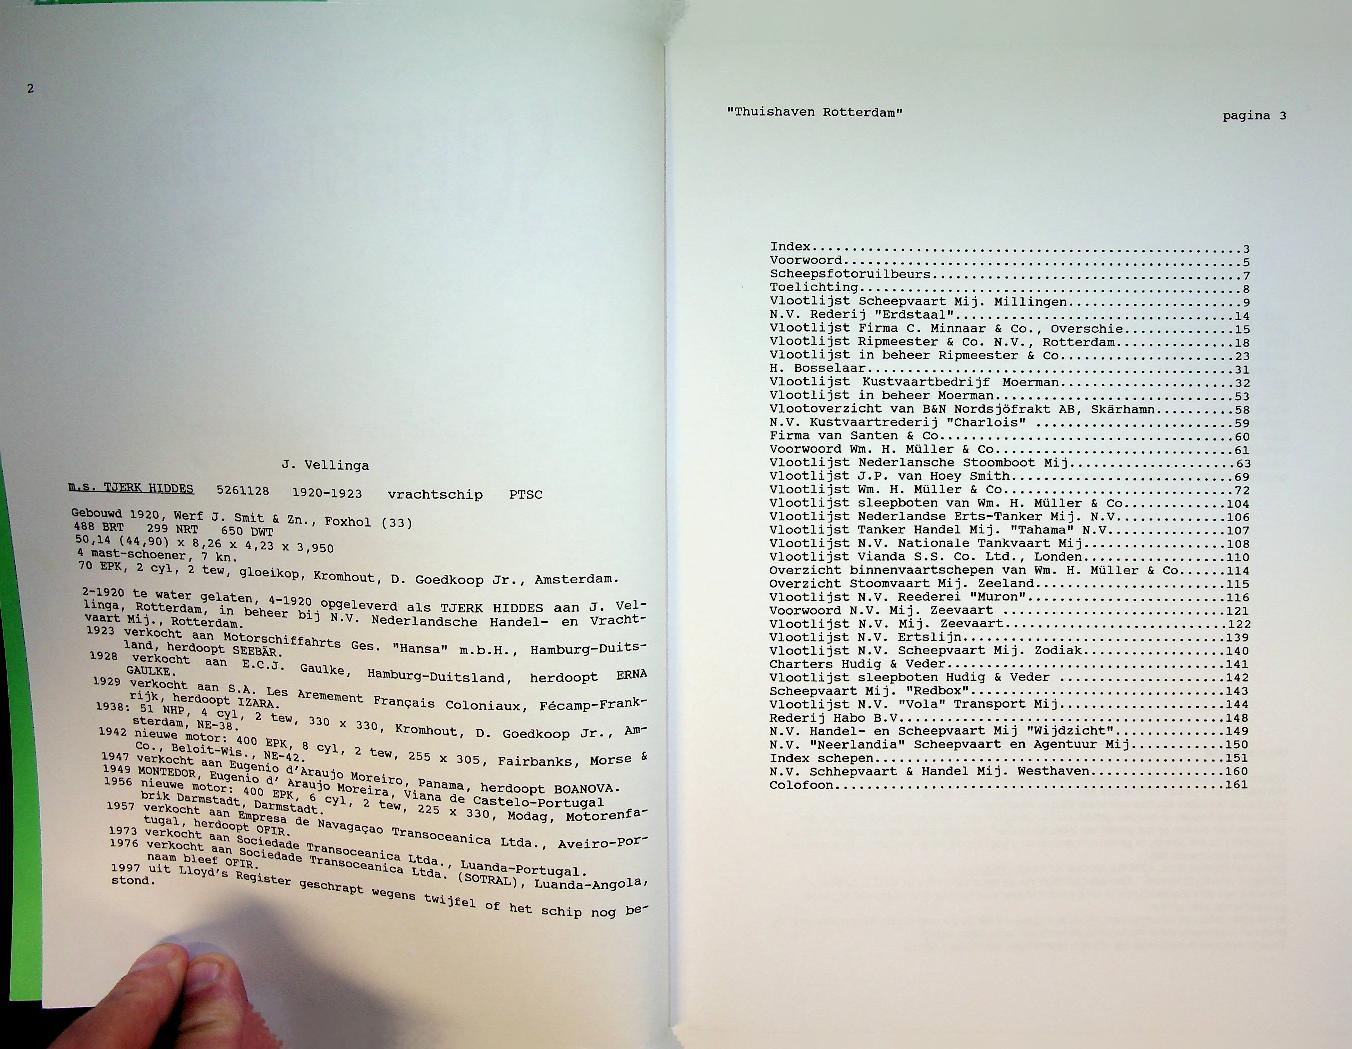 2
J. Vellinga
m.s. TJERK HIDDES 5261128 1920-1923 vrachtschip PTSC
Gebouwd 1920, Werf J. Smit & Zn., Foxhol (33)
488 BRT 299 NRT 650 DWT
50,14 (44,90) x 8,26 x 4,23 x 3,950
4 mast-schoener, 7 kn.
70 EPK, 2 cyl, 2 tew, gloeikop, Kromhout, D. Goedkoop Jr., Amsterdam.
2-1920 te water gelaten, 4-1920 opgeleverd als TJERK HIDDES aan J. Vel-
linga, Rotterdam, in beheer bij N.V. Nederlandsche Handel- en Vracht-
vaart Mij., Rotterdam.
1923 verkocht aan Motorschiffahrts Ges. "Hansa" m.b.H., Hamburg-Duits-
land, herdoopt SEEBÄR.
1928 verkocht aan E.C.J. Gaulke, Hamburg-Duitsland, herdoopt ERNA
GAULKE.
1929 verkocht aan S.A. Les Arement Français Coloniaux, Fécamp-Frank-
rijk, herdoopt IZARA.
1938: 51 NHP, 4 cyl, 2 tew, 330 x 330, Kromhout, D. Goedkoop Jr., Am-
sterdam, NE-38.
1942 nieuwe motor: 400 EPK, 8 cyl, 2 tew, 255 x 305, Fairbanks, Morse &
Co., Beloit-Wis., NE-42.
1947 verkocht aan Eugenio d'Araujo Moreiro, Panama, herdoopt BOANOVA.
1949 MONTEDOR, Eugenio d' Araujo Moreira, Viana de Castelo-Portugal
1956 nieuwe motor: 400 EPK, 6 cyl, 2 tew, 225 x 330, Modag, Motorenfa-
brik Darmstadt, Darmstadt.
1957 verkocht aan Empresa de Navagaçao Transoceanica Ltda., Aveiro-Por-
tugal, herdoopt OFIR.
1973 verkocht aan Sociedade Transoceanica Ltda., Luanda-Portugal.
1976 verkocht aan Sociedade Transoceanica Ltda. (SOTRAL), Luanda-Angola,
naam bleef OFIR.
1997 uit Lloyd's Register geschrapt wegens twijfel of het schip nog be-
stond.
"Thuishaven Rotterdam" pagina 3
Index.....................................................3
Voorwoord.................................................5
Scheepsfotoruilbeurs......................................7
Toelichting...............................................8
Vlootlijst Scheepvaart Mij. Millingen.....................9
N.V. Rederij "Erdstaal"..................................14
Vlootlijst Firma C. Minnaar & Co., Overschie.............15
Vlootlijst Ripmeester & Co. N.V., Rotterdam..............18
Vlootlijst in beheer Ripmeester & Co.....................23
H. Bosselaar.............................................31
Vlootlijst Kustvaartbedrijf Moerman......................32
Vlootlijst in beheer Moerman.............................53
Vlootoverzicht van B&N Nordsjöfrakt AB, Skärhamn.........58
N.V. Kustvaartrederij "Charlois" ........................59
Firma van Santen & Co....................................60
Voorwoord Wm. H. Müller & Co.............................61
Vlootlijst Nederlansche Stoomboot Mij....................63
Vlootlijst J.P. van Hoey Smith...........................69
Vlootlijst Wm. H. Müller & Co............................72
Vlootlijst sleepboten van Wm. H. Müller & Co............104
Vlootlijst Nederlandse Erts-Tanker Mij. N.V.............106
Vlootlijst Tanker Handel Mij. "Tahama" N.V..............107
Vlootlijst N.V. Nationale Tankvaart Mij.................108
Vlootlijst Vianda S.S. Co. Ltd., Londen.................110
Overzicht binnenvaartschepen van Wm. H. Müller & Co.....114
Overzicht Stoomvaart Mij. Zeeland.......................115
Vlootlijst N.V. Reederei "Muron"........................116
Voorwoord N.V. Mij. Zeevaart ...........................121
Vlootlijst N.V. Mij. Zeevaart...........................122
Vlootlijst N.V. Ertslijn................................139
Vlootlijst N.V. Scheepvaart Mij. Zodiak.................140
Charters Hudig & Veder..................................141
Vlootlijst sleepboten Hudig & Veder ....................142
Scheepvaart Mij. "Redbox"...............................143
Vlootlijst N.V. "Vola" Transport Mij....................144
Rederij Habo B.V........................................148
N.V. Handel- en Scheepvaart Mij "Wijdzicht".............149
N.V. "Neerlandia" Scheepvaart en Agentuur Mij...........150
Index schepen...........................................151
N.V. Schhepvaart & Handel Mij. Westhaven................160
Colofoon................................................161